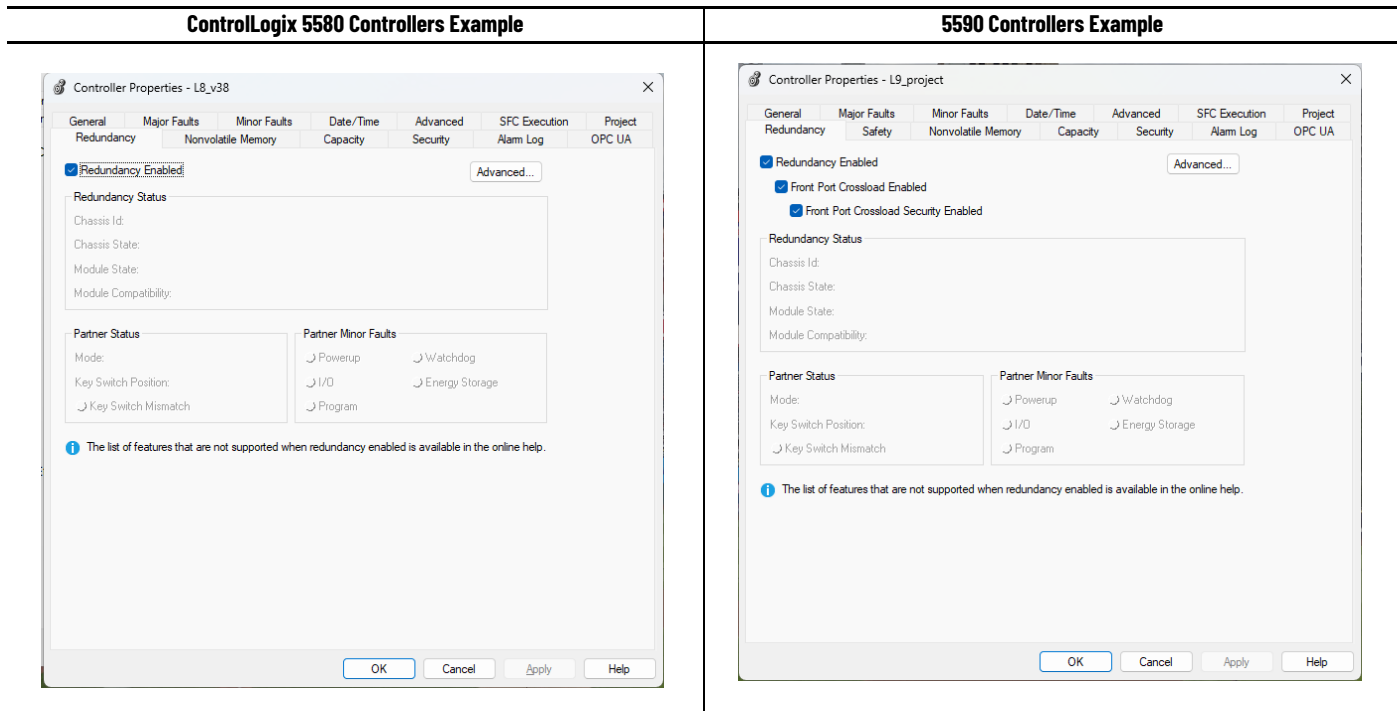 ControlLogix 5580 Controllers Example
5590 Controllers Example
Controller Properties - L8_v38
General Major Faults Minor Faults Date/Time Advanced SFC Execution Project
Redundancy Nonvolatile Memory Capacity Security Alarm Log OPC UA
Redundancy Enabled
Advanced...
Redundancy Status
Chassis Id:
Chassis State:
Module State:
Module Compatibility:
Partner Status
Mode:
Key Switch Position:
Key Switch Mismatch
Partner Minor Faults
Powerup Watchdog
I/O Energy Storage
Program
The list of features that are not supported when redundancy enabled is available in the online help.
OK Cancel Apply Help
Controller Properties - L9_project
General Major Faults Minor Faults Date/Time Advanced SFC Execution Project
Redundancy Safety Nonvolatile Memory Capacity Security Alarm Log OPC UA
Redundancy Enabled
Advanced...
Front Port Crossload Enabled
Front Port Crossload Security Enabled
Redundancy Status
Chassis Id:
Chassis State:
Module State:
Module Compatibility:
Partner Status
Mode:
Key Switch Position:
Key Switch Mismatch
Partner Minor Faults
Powerup Watchdog
I/O Energy Storage
Program
The list of features that are not supported when redundancy enabled is available in the online help.
OK Cancel Apply Help